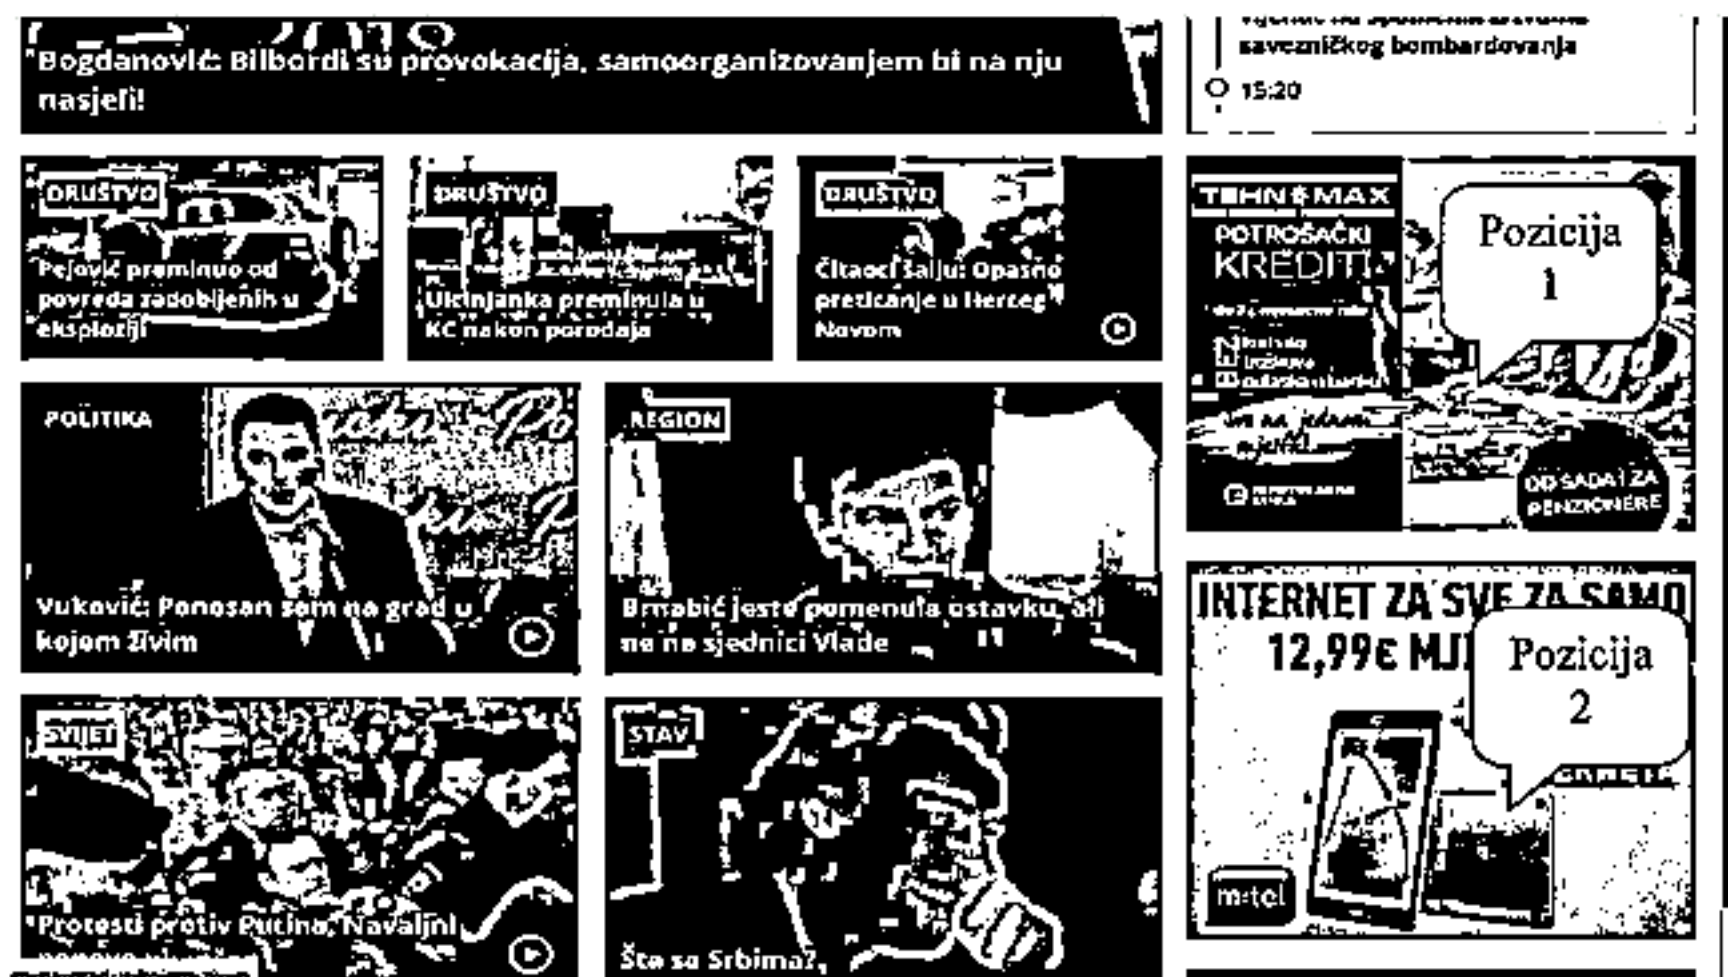 Bogdanović: Bilbordi su provokacija, samoorganizovanjem bi na nju
nasjeli!
savezničkog bombardovanja
15:20
DRUŠTVO
Pejović preminuo od
povreda zadobijenih u
eksploziji
DRUŠTVO
Ulcinjanka preminula u
KC nakon porođaja
DRUŠTVO
Čitaoci šalju: Opasno
preticanje u Herceg
Novom
TEHNOMAX
POTROŠAČKI
KREDITI
BEZ
OD SADA I ZA
PENZIONERE
Pozicija
1
POLITIKA
Vuković: Ponosan sam na grad u
kojem živim
REGION
Brnabić jeste pomenula ostavku, ali
ne na sjednici Vlade
INTERNET ZA SVE ZA SAMO
12,99€
Pozicija
2
m:tel
SVIJET
Protesti protiv Putina, Navaljni
STAV
Šta sa Srbima?